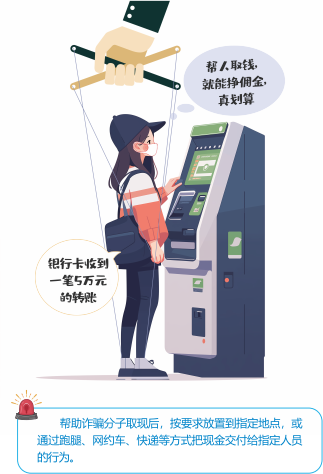 帮人取钱，
就能挣佣金，
真划算
银行卡收到
一笔5万元
的转账
帮助诈骗分子取现后，按要求放置到指定地点，或
通过跑腿、网约车、快递等方式把现金交付给指定人员
的行为。